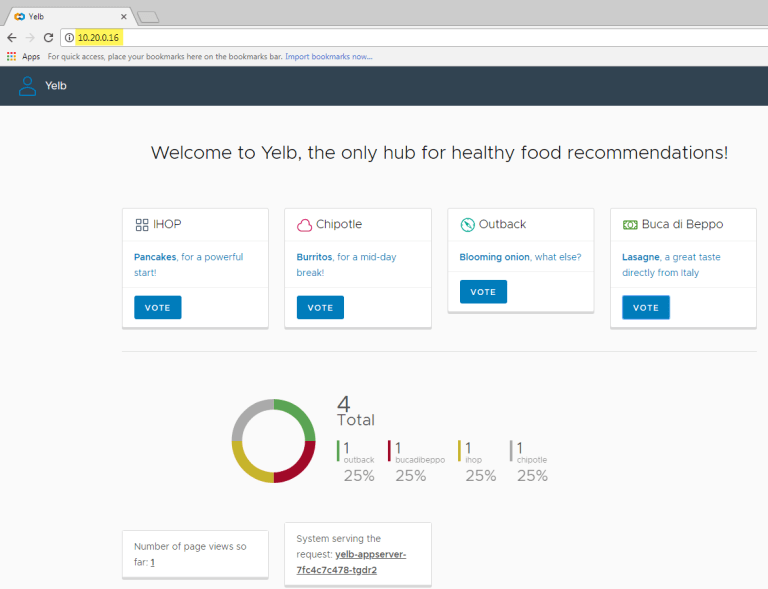 Yelb
10.20.0.16
Apps For quick access, place your bookmarks here on the bookmarks bar. Import bookmarks now...
Yelb
Welcome to Yelb, the only hub for healthy food recommendations!
IHOP
Pancakes, for a powerful
start!
VOTE
Chipotle
Burritos, for a mid-day
break!
VOTE
Outback
Blooming onion, what else?
VOTE
Buca di Beppo
Lasagne, a great taste
directly from Italy
VOTE
4
Total
1
outback
25%
1
bucadibeppo
25%
1
ihop
25%
1
chipotle
25%
Number of page views so
far: 1
System serving the
request: yelb-appserver-
7fc4c7c478-tgdr2